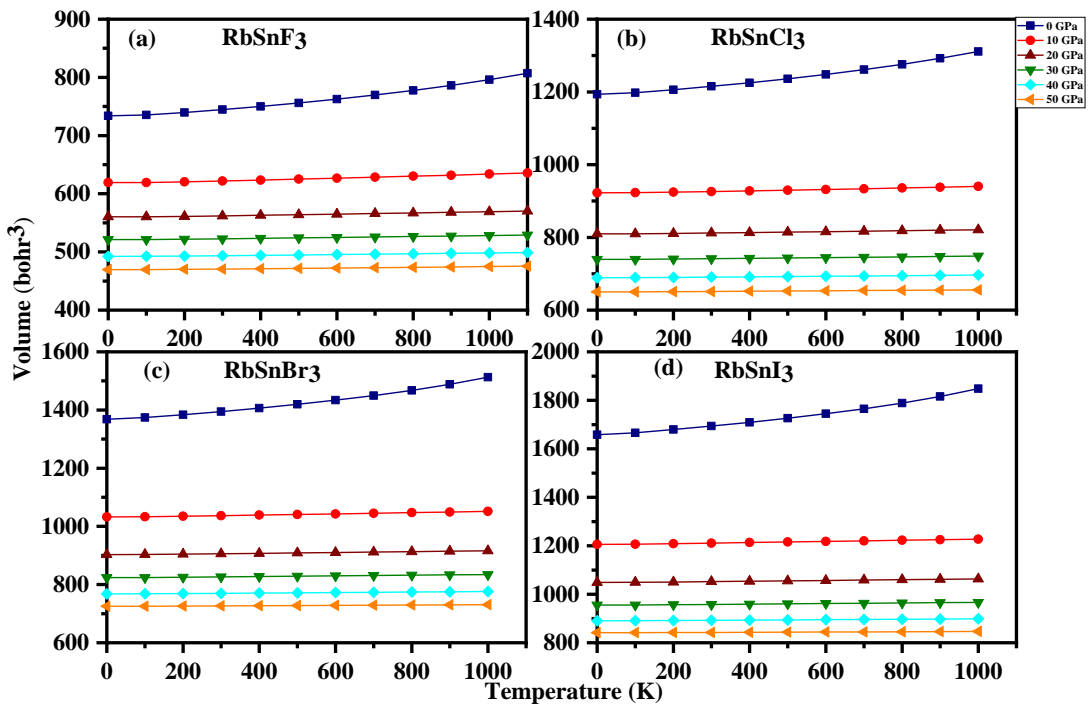 (a) RbSnF3
900
800
700
600
500
400
0 200 400 600 800 1000
(b) RbSnCl3
1400
1200
1000
800
600
0 200 400 600 800 1000
0 GPa
10 GPa
20 GPa
30 GPa
40 GPa
50 GPa
Volume (bohr3)
(c) RbSnBr3
1600
1400
1200
1000
800
600
0 200 400 600 800 1000
(d) RbSnI3
2000
1800
1600
1400
1200
1000
800
0 200 400 600 800 1000
Temperature (K)